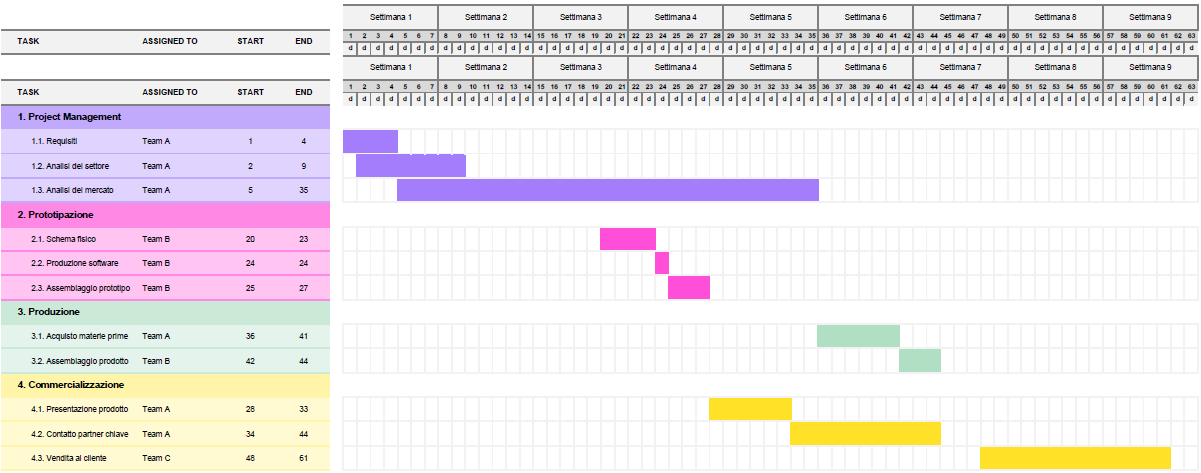 Settimana 1 Settimana 2 Settimana 3 Settimana 4 Settimana 5 Settimana 6 Settimana 7 Settimana 8 Settimana 9
TASK ASSIGNED TO START END 1 2 3 4 5 6 7 8 9 10 11 12 13 14 15 16 17 18 19 20 21 22 23 24 25 26 27 28 29 30 31 32 33 34 35 36 37 38 39 40 41 42 43 44 45 46 47 48 49 50 51 52 53 54 55 56 57 58 59 60 61 62 63
d d d d d d d d d d d d d d d d d d d d d d d d d d d d d d d d d d d d d d d d d d d d d d d d d d d d d d d d d d d d d d d
Settimana 1 Settimana 2 Settimana 3 Settimana 4 Settimana 5 Settimana 6 Settimana 7 Settimana 8 Settimana 9
TASK ASSIGNED TO START END 1 2 3 4 5 6 7 8 9 10 11 12 13 14 15 16 17 18 19 20 21 22 23 24 25 26 27 28 29 30 31 32 33 34 35 36 37 38 39 40 41 42 43 44 45 46 47 48 49 50 51 52 53 54 55 56 57 58 59 60 61 62 63
d d d d d d d d d d d d d d d d d d d d d d d d d d d d d d d d d d d d d d d d d d d d d d d d d d d d d d d d d d d d d d d
1. Project Management
1.1. Requisiti Team A 1 4
1.2. Analisi del settore Team A 2 9
1.3. Analisi del mercato Team A 5 35
2. Prototipazione
2.1. Schema fisico Team B 20 23
2.2. Produzione software Team B 24 24
2.3. Assemblaggio prototipo Team B 25 27
3. Produzione
3.1. Acquisto materie prime Team A 36 41
3.2. Assemblaggio prodotto Team B 42 44
4. Commercializzazione
4.1. Presentazione prodotto Team A 28 33
4.2. Contatto partner chiave Team A 34 44
4.3. Vendita al cliente Team C 48 61